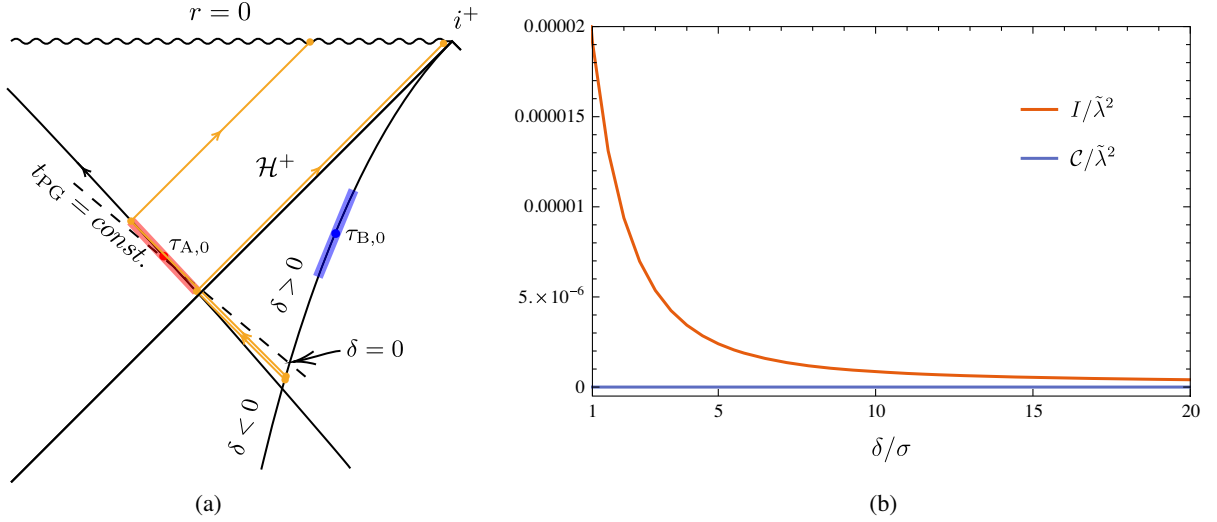 r = 0
i⁺
ℋ⁺
t_PG = const.
τ_A,0
τ_B,0
δ > 0
δ = 0
δ < 0
(a)
0.00002
0.000015
0.00001
5.×10⁻⁶
0
1
5
10
15
20
I/λ̃²
𝒞/λ̃²
δ/σ
(b)